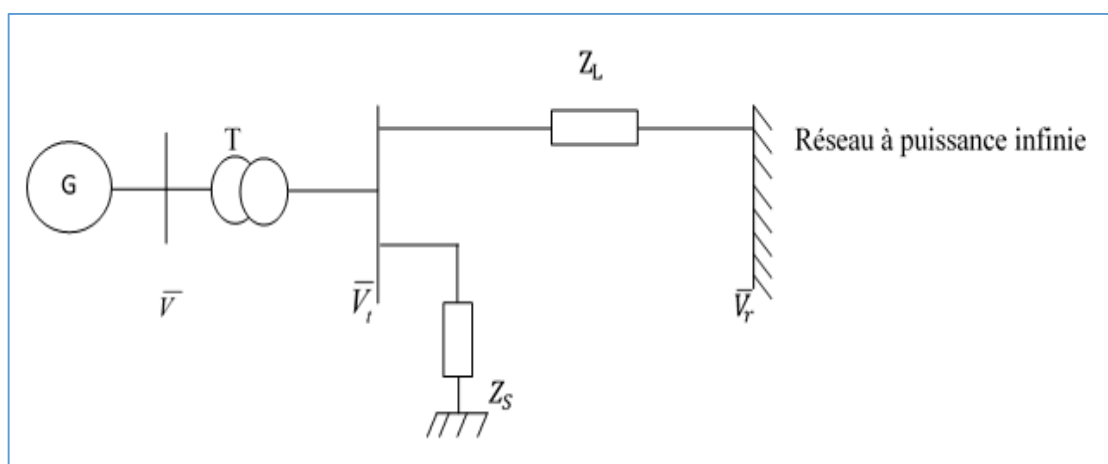 Z_L
T
Réseau à puissance infinie
G
V̅
V̅_t
V̅_r
Z_S